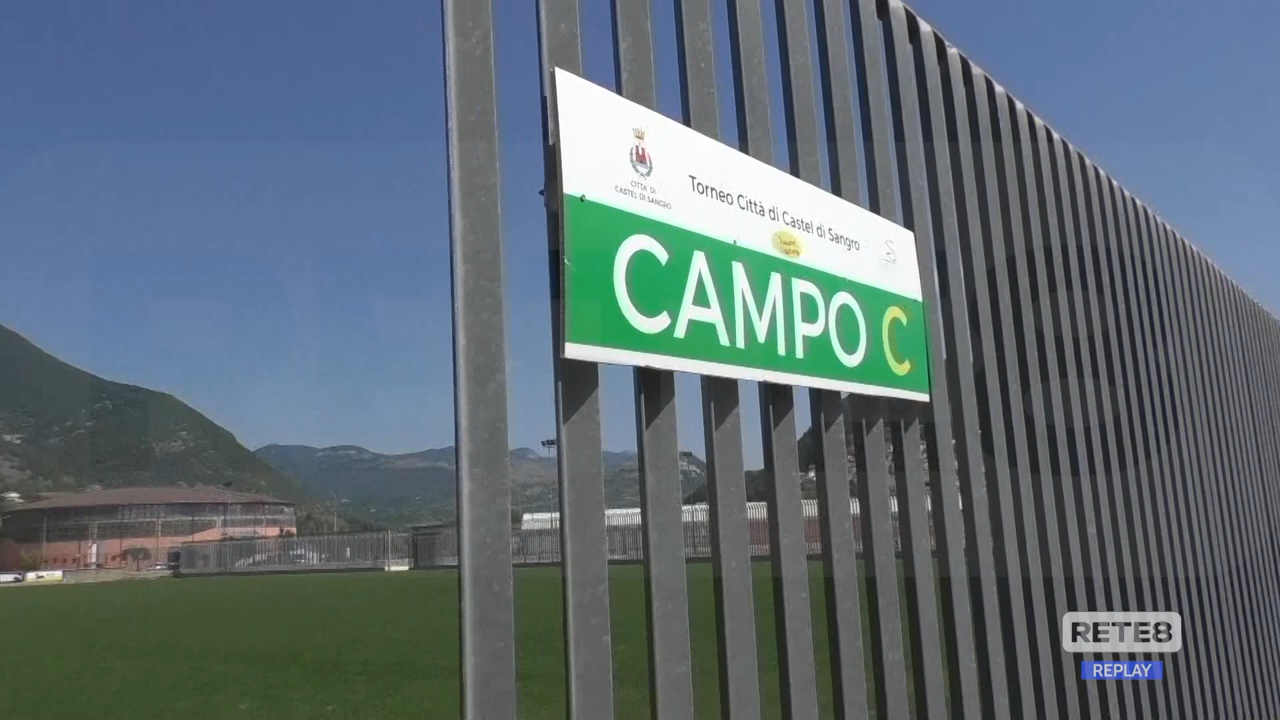 CITTÀ DI
CASTEL DI SANGRO
Torneo Città di Castel di Sangro
CAMPO C
RETE8
REPLAY